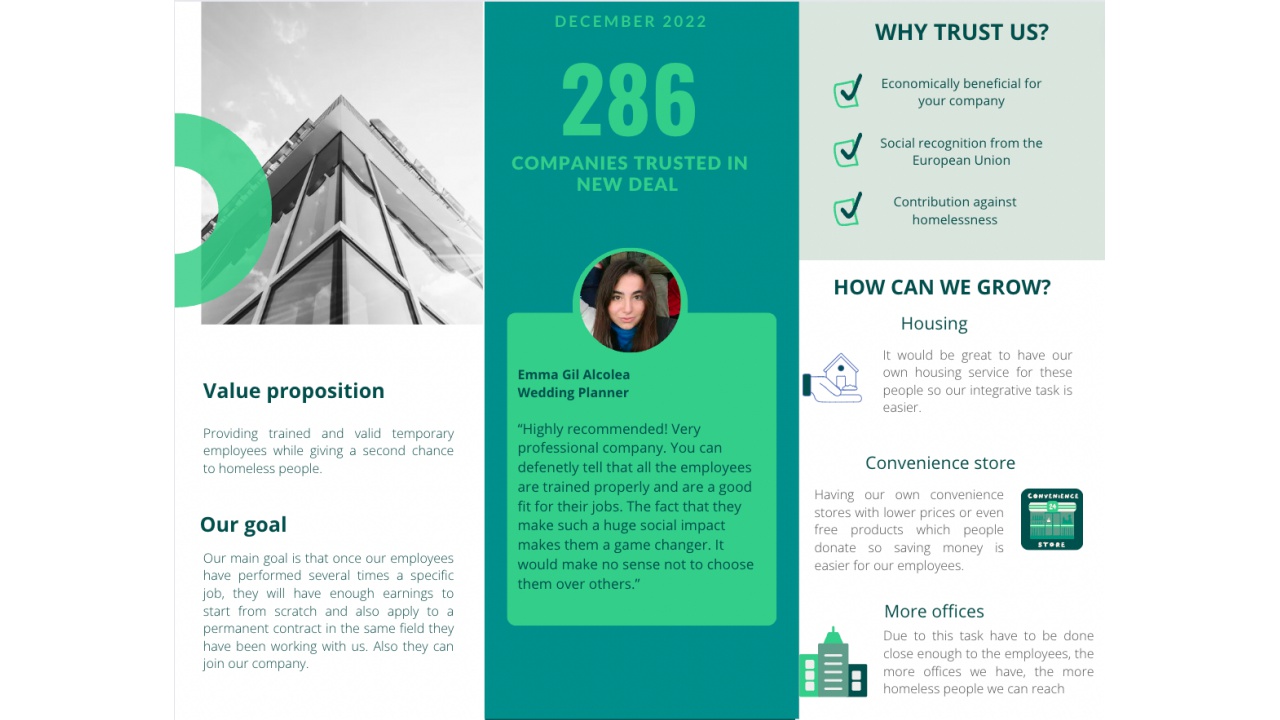 Value proposition
Providing trained and valid temporary
employees while giving a second chance
to homeless people.
Our goal
Our main goal is that once our employees
have performed several times a specific
job, they will have enough earnings to
start from scratch and also apply to a
permanent contract in the same field they
have been working with us. Also they can
join our company.
DECEMBER 2022
286
COMPANIES TRUSTED IN
NEW DEAL
Emma Gil Alcolea
Wedding Planner
“Highly recommended! Very
professional company. You can
defenetly tell that all the employees
are trained properly and are a good
fit for their jobs. The fact that they
make such a huge social impact
makes them a game changer. It
would make no sense not to choose
them over others.”
WHY TRUST US?
Economically beneficial for
your company
Social recognition from the
European Union
Contribution against
homelessness
HOW CAN WE GROW?
Housing
It would be great to have our
own housing service for these
people so our integrative task is
easier.
Convenience store
Having our own convenience
stores with lower prices or even
free products which people
donate so saving money is
easier for our employees.
CONVENIENCE
24
STORE
More offices
Due to this task have to be done
close enough to the employees, the
more offices we have, the more
homeless people we can reach